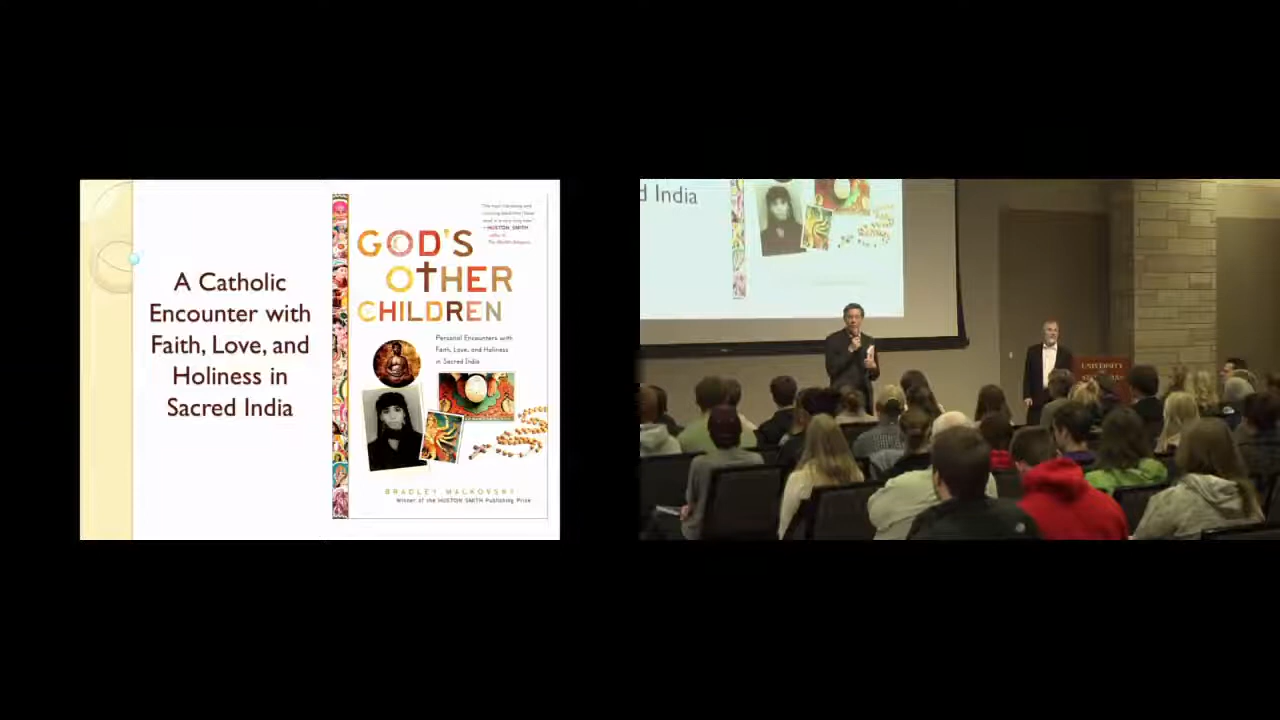 A Catholic
Encounter with
Faith, Love, and
Holiness in
Sacred India
HUSTON SMITH
GOD'S
OTHER
CHILDREN
Personal Encounters with
Faith, Love, and Holiness
in Sacred India
BRADLEY MALKOVSKY
Winner of the HUSTON SMITH Publishing Prize
d India
UNIVERSITY